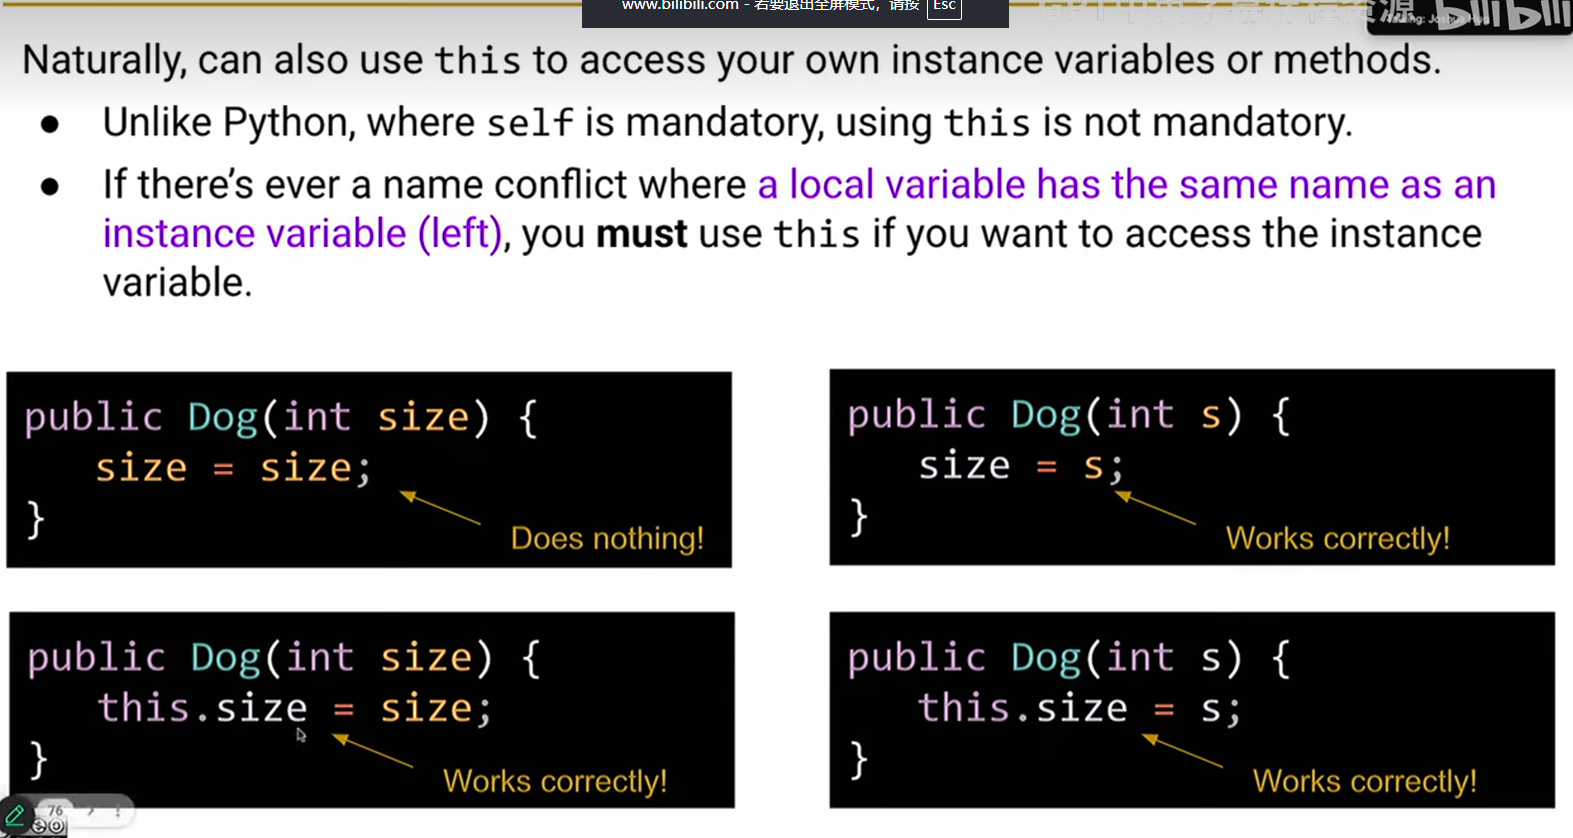 www.bilibili.com - 若要退出全屏模式，请按 Esc
bilibili
Naturally, can also use this to access your own instance variables or methods.
● Unlike Python, where self is mandatory, using this is not mandatory.
● If there’s ever a name conflict where a local variable has the same name as an
instance variable (left), you must use this if you want to access the instance
variable.
public Dog(int size) {
size = size;
}
Does nothing!
public Dog(int s) {
size = s;
}
Works correctly!
public Dog(int size) {
this.size = size;
}
Works correctly!
public Dog(int s) {
this.size = s;
}
Works correctly!
76